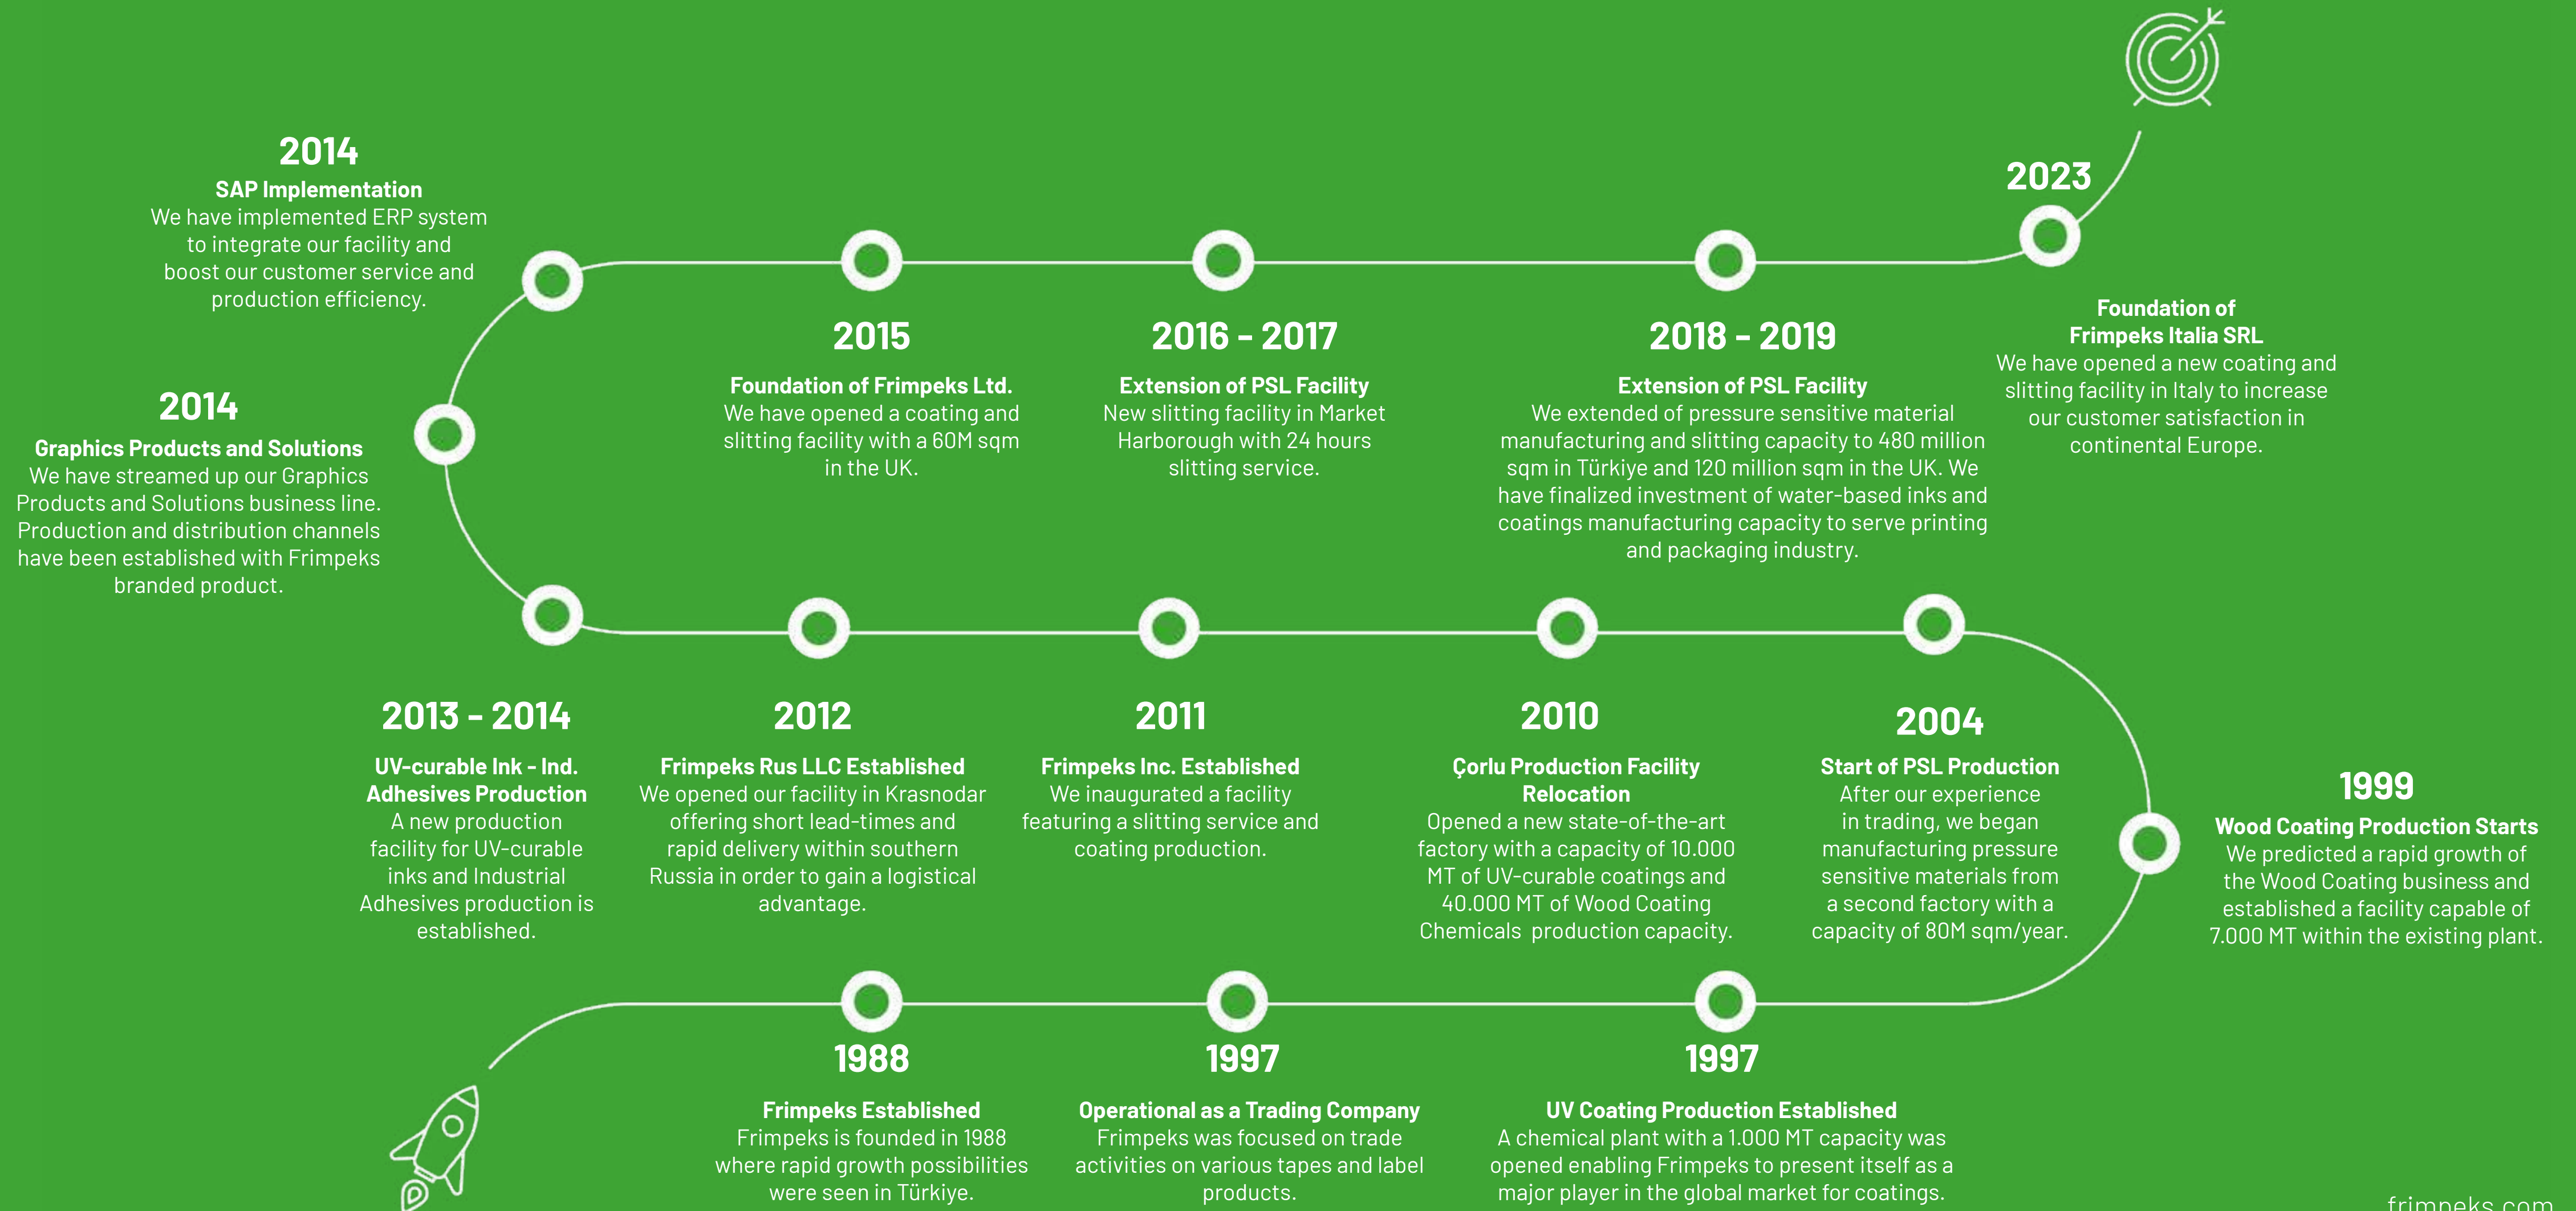 2014
SAP Implementation
We have implemented ERP system
to integrate our facility and
boost our customer service and
production efficiency.
2014
Graphics Products and Solutions
We have streamed up our Graphics
Products and Solutions business line.
Production and distribution channels
have been established with Frimpeks
branded product.
2015
Foundation of Frimpeks Ltd.
We have opened a coating and
slitting facility with a 60M sqm
in the UK.
2016 - 2017
Extension of PSL Facility
New slitting facility in Market
Harborough with 24 hours
slitting service.
2018 - 2019
Extension of PSL Facility
We extended of pressure sensitive material
manufacturing and slitting capacity to 480 million
sqm in Türkiye and 120 million sqm in the UK. We
have finalized investment of water-based inks and
coatings manufacturing capacity to serve printing
and packaging industry.
2023
Foundation of
Frimpeks Italia SRL
We have opened a new coating and
slitting facility in Italy to increase
our customer satisfaction in
continental Europe.
2013 - 2014
UV-curable Ink - Ind.
Adhesives Production
A new production
facility for UV-curable
inks and Industrial
Adhesives production is
established.
2012
Frimpeks Rus LLC Established
We opened our facility in Krasnodar
offering short lead-times and
rapid delivery within southern
Russia in order to gain a logistical
advantage.
2011
Frimpeks Inc. Established
We inaugurated a facility
featuring a slitting service and
coating production.
2010
Çorlu Production Facility
Relocation
Opened a new state-of-the-art
factory with a capacity of 10.000
MT of UV-curable coatings and
40.000 MT of Wood Coating
Chemicals production capacity.
2004
Start of PSL Production
After our experience
in trading, we began
manufacturing pressure
sensitive materials from
a second factory with a
capacity of 80M sqm/year.
1999
Wood Coating Production Starts
We predicted a rapid growth of
the Wood Coating business and
established a facility capable of
7.000 MT within the existing plant.
1988
Frimpeks Established
Frimpeks is founded in 1988
where rapid growth possibilities
were seen in Türkiye.
1997
Operational as a Trading Company
Frimpeks was focused on trade
activities on various tapes and label
products.
1997
UV Coating Production Established
A chemical plant with a 1.000 MT capacity was
opened enabling Frimpeks to present itself as a
major player in the global market for coatings.
frimpeks.com